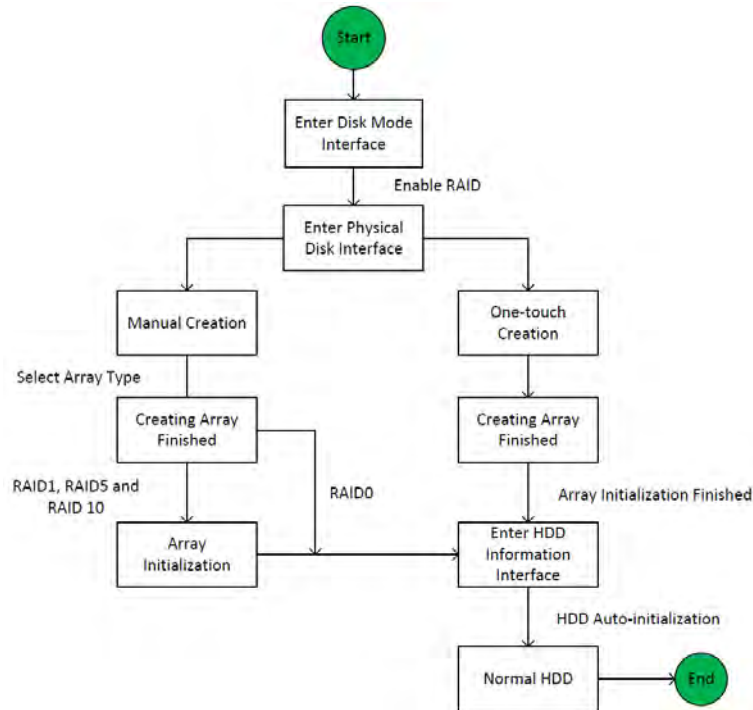 Start
Enter Disk Mode
Interface
Enable RAID
Enter Physical
Disk Interface
Manual Creation
One-touch
Creation
Select Array Type
Creating Array
Finished
Creating Array
Finished
RAID1, RAID5 and
RAID 10
RAID0
Array Initialization Finished
Array
Initialization
Enter HDD
Information
Interface
HDD Auto-initialization
Normal HDD
End